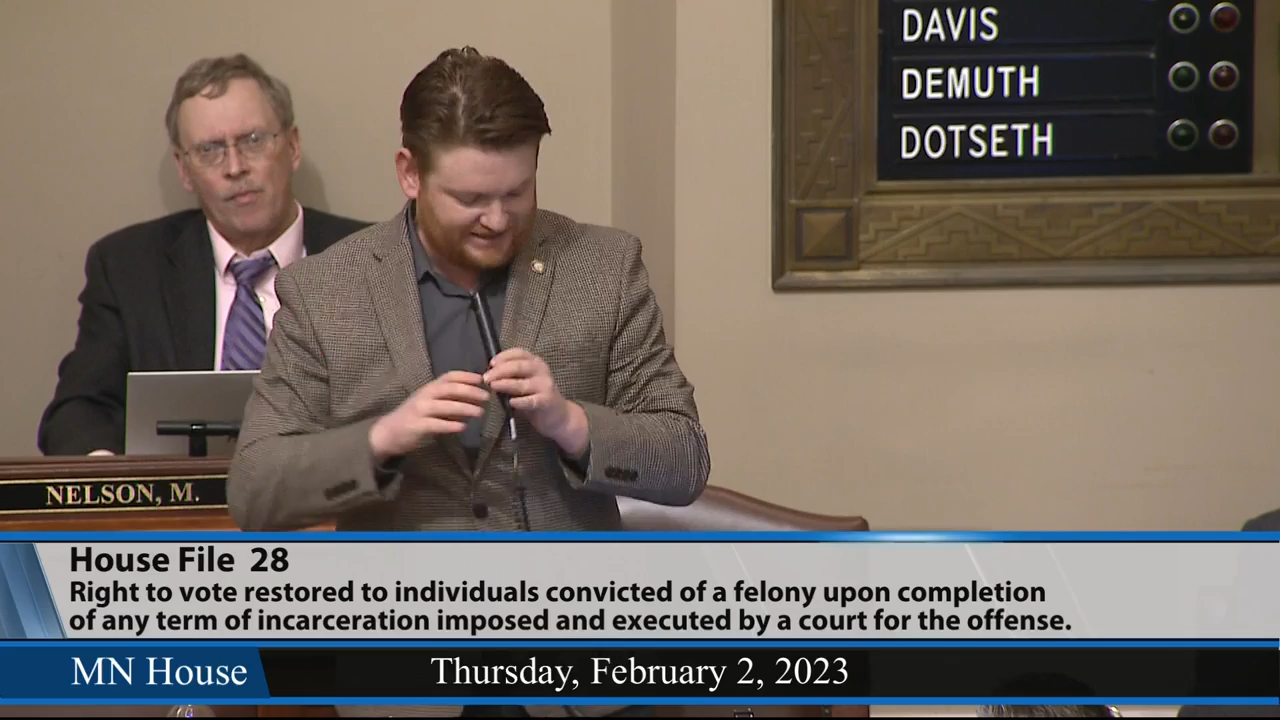 DAVIS
DEMUTH
DOTSETH
NELSON, M.
House File 28
Right to vote restored to individuals convicted of a felony upon completion
of any term of incarceration imposed and executed by a court for the offense.
MN House
Thursday, February 2, 2023